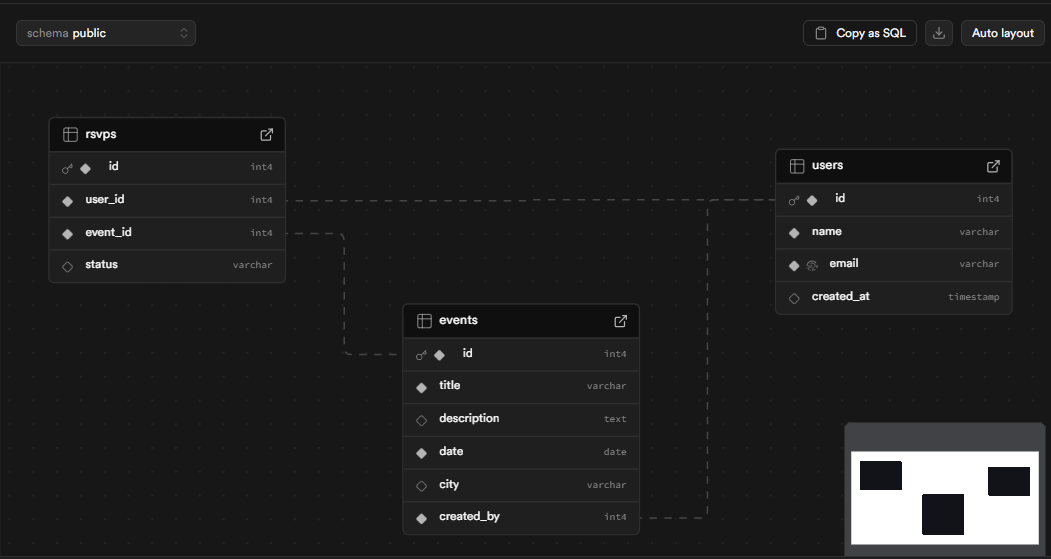 schema public
Copy as SQL
Auto layout
rsvps
id int4
user_id int4
event_id int4
status varchar
users
id int4
name varchar
email varchar
created_at timestamp
events
id int4
title varchar
description text
date date
city varchar
created_by int4